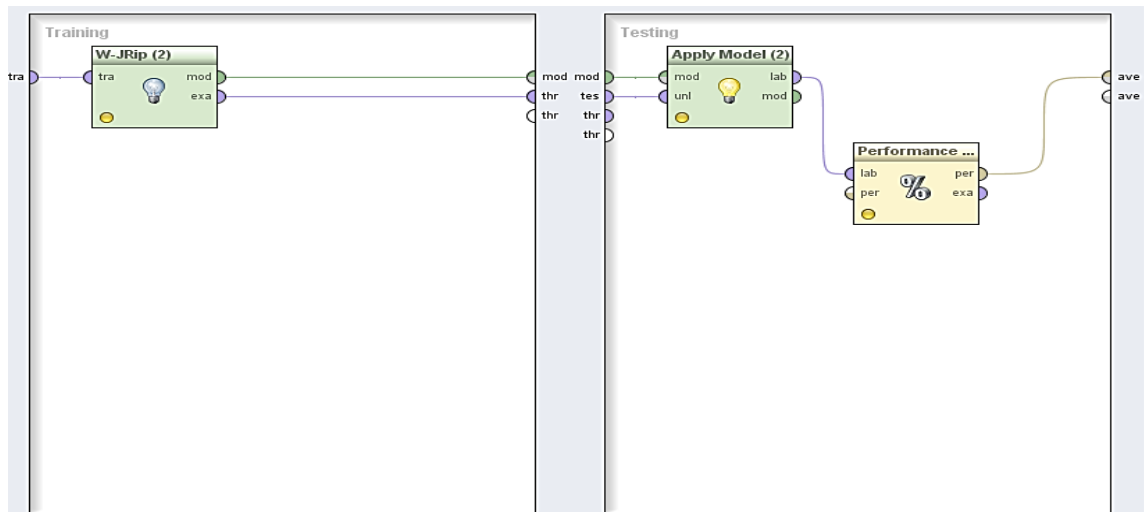 Training
W-JRip (2)
tra
tra
mod
exa
mod
thr
thr
Testing
mod
tes
thr
thr
Apply Model (2)
mod
unl
lab
mod
Performance ...
lab
per
per
exa
%
ave
ave